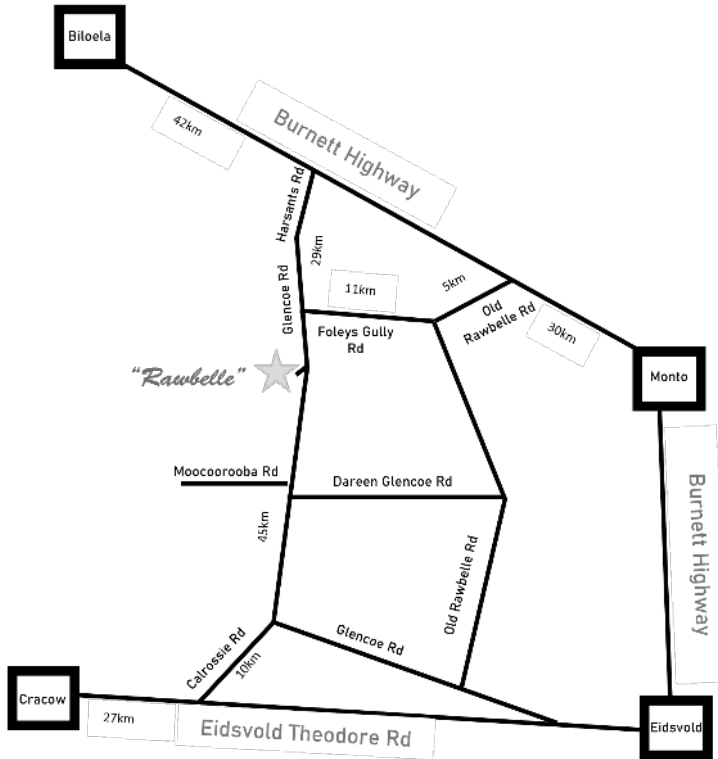 Biloela
42km
Burnett Highway
Harsants Rd
29km
Glencoe Rd
11km
5km
Old
Rawbelle Rd
30km
Foleys Gully
Rd
"Rawbelle"
Monto
Moocoorooba Rd
Dareen Glencoe Rd
45km
Burnett Highway
Old Rawbelle Rd
Calrossie Rd
10km
Glencoe Rd
Cracow
27km
Eidsvold Theodore Rd
Eidsvold